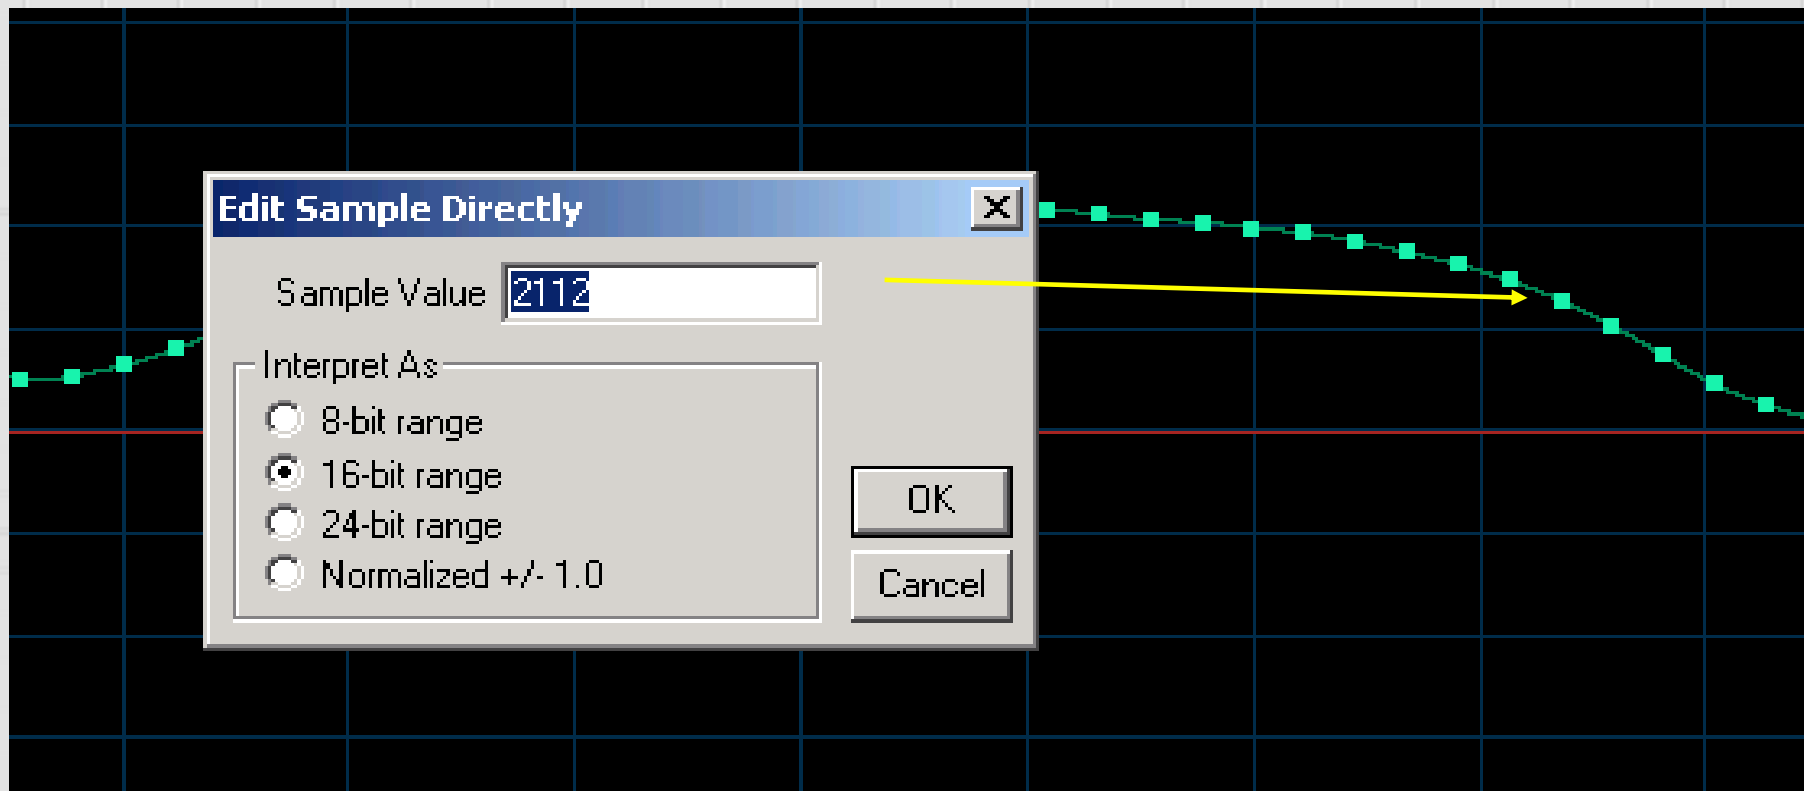 Edit Sample Directly
Sample Value 2112
Interpret As
8-bit range
16-bit range
24-bit range
Normalized +/- 1.0
OK
Cancel